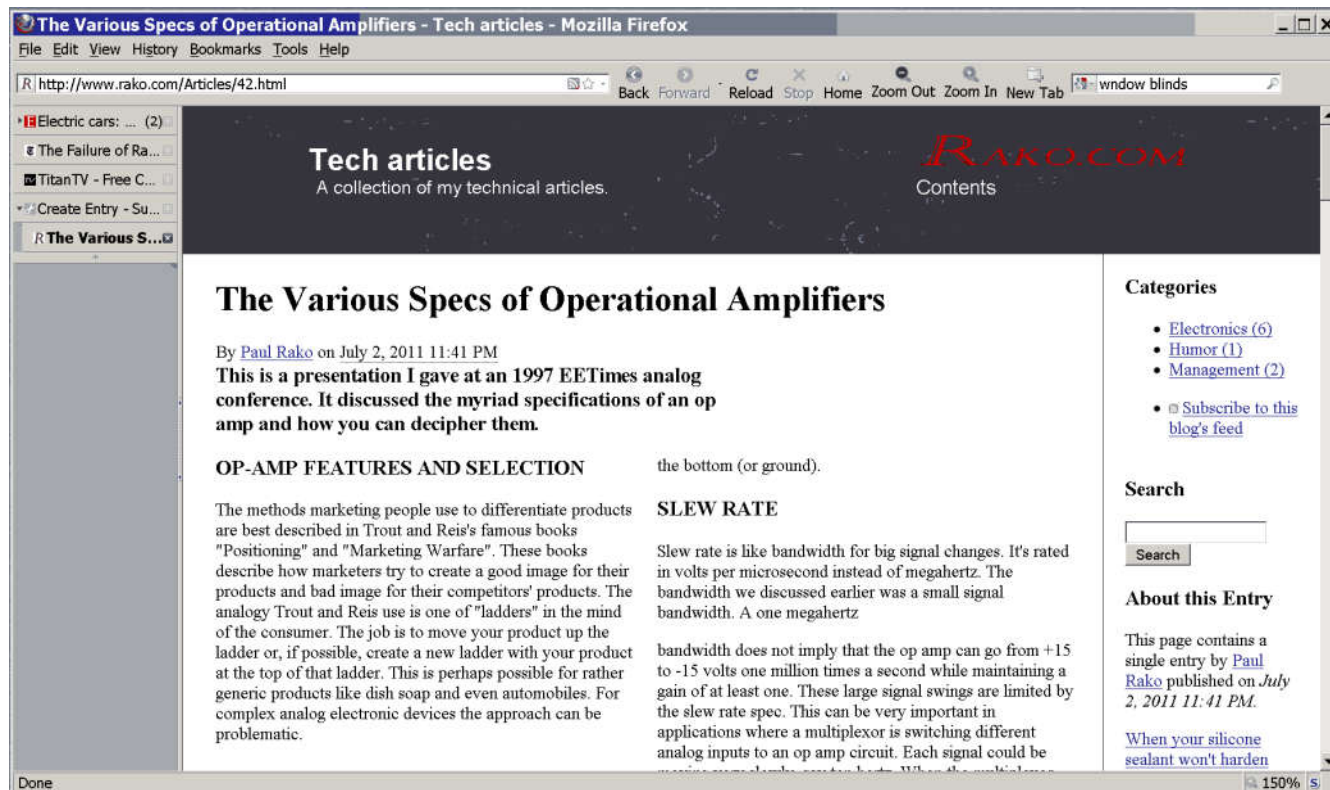 The Various Specs of Operational Amplifiers - Tech articles - Mozilla Firefox
File Edit View History Bookmarks Tools Help
R http://www.rako.com/Articles/42.html
Back Forward Reload Stop Home Zoom Out Zoom In New Tab
wndow blinds
Electric cars: ... (2)
The Failure of Ra...
TitanTV - Free C...
Create Entry - Su...
R The Various S...
Tech articles
A collection of my technical articles.
RAKO.COM
Contents
The Various Specs of Operational Amplifiers
By Paul Rako on July 2, 2011 11:41 PM
This is a presentation I gave at an 1997 EETimes analog
conference. It discussed the myriad specifications of an op
amp and how you can decipher them.
OP-AMP FEATURES AND SELECTION
The methods marketing people use to differentiate products
are best described in Trout and Reis's famous books
"Positioning" and "Marketing Warfare". These books
describe how marketers try to create a good image for their
products and bad image for their competitors' products. The
analogy Trout and Reis use is one of "ladders" in the mind
of the consumer. The job is to move your product up the
ladder or, if possible, create a new ladder with your product
at the top of that ladder. This is perhaps possible for rather
generic products like dish soap and even automobiles. For
complex analog electronic devices the approach can be
problematic.
the bottom (or ground).
SLEW RATE
Slew rate is like bandwidth for big signal changes. It's rated
in volts per microsecond instead of megahertz. The
bandwidth we discussed earlier was a small signal
bandwidth. A one megahertz
bandwidth does not imply that the op amp can go from +15
to -15 volts one million times a second while maintaining a
gain of at least one. These large signal swings are limited by
the slew rate spec. This can be very important in
applications where a multiplexor is switching different
analog inputs to an op amp circuit. Each signal could be
Categories
Electronics (6)
Humor (1)
Management (2)
Subscribe to this
blog's feed
Search
Search
About this Entry
This page contains a
single entry by Paul
Rako published on July
2, 2011 11:41 PM.
When your silicone
sealant won't harden
Done
150%
S